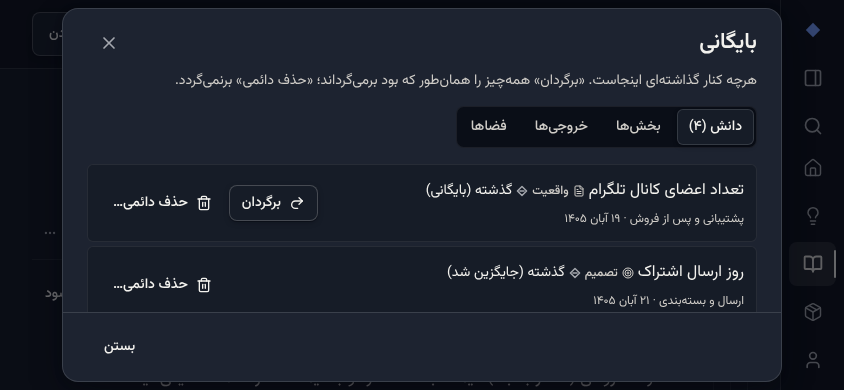 بایگانی
هرچه کنار گذاشته‌ای اینجاست. «برگردان» همه‌چیز را همان‌طور که بود برمی‌گرداند؛ «حذف دائمی» برنمی‌گردد.
دانش (۴) بخش‌ها خروجی‌ها فضاها
تعداد اعضای کانال تلگرام واقعیت گذشته (بایگانی)
پشتیبانی و پس از فروش · ۱۹ آبان ۱۴۰۵
برگردان حذف دائمی…
روز ارسال اشتراک تصمیم گذشته (جایگزین شد)
ارسال و بسته‌بندی · ۲۱ آبان ۱۴۰۵
حذف دائمی…
بستن